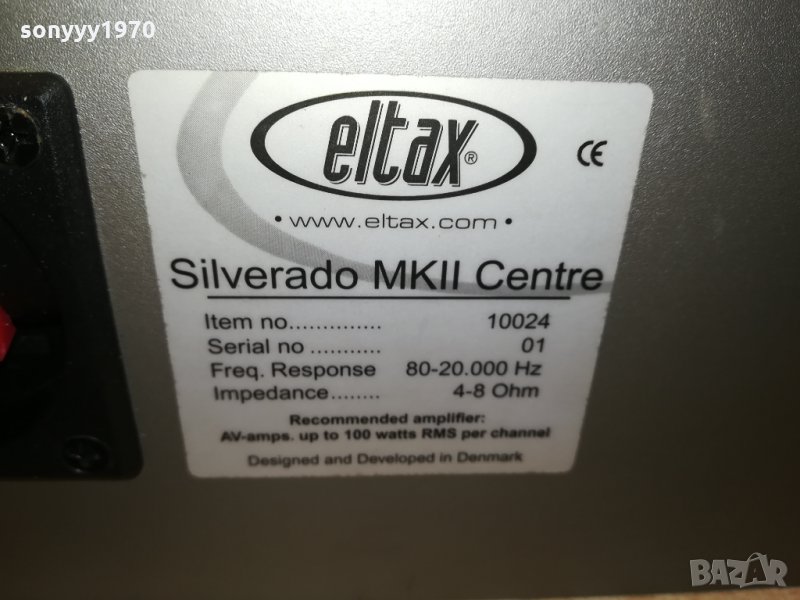 sonyyy1970
eltax®
CE
• www.eltax.com •
Silverado MKII Centre
Item no............... 10024
Serial no ........... 01
Freq. Response 80-20.000 Hz
Impedance........ 4-8 Ohm
Recommended amplifier:
AV-amps. up to 100 watts RMS per channel
Designed and Developed in Denmark
BAZAR